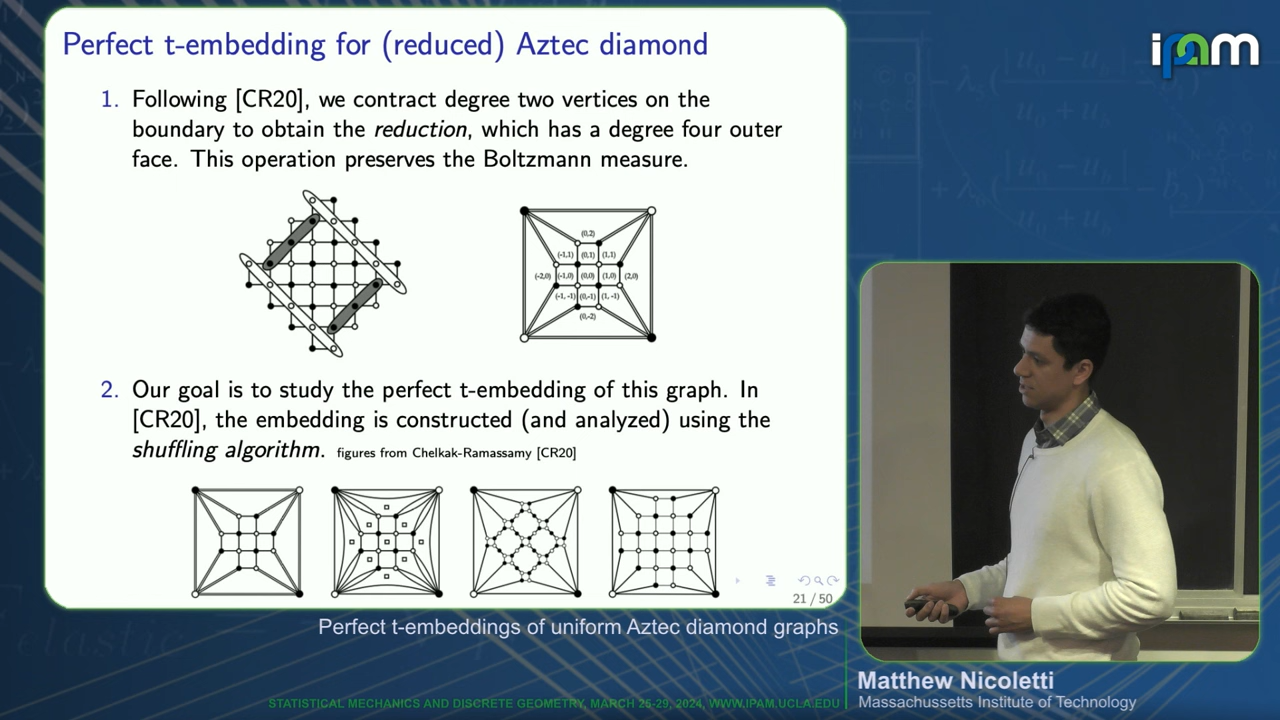 Perfect t-embedding for (reduced) Aztec diamond
ipam
1. Following [CR20], we contract degree two vertices on the
boundary to obtain the reduction, which has a degree four outer
face. This operation preserves the Boltzmann measure.
(0,2)
(-1,1) (0,1) (1,1)
(-2,0) (-1,0) (0,0) (1,0) (2,0)
(-1, -1) (0,-1) (1, -1)
(0,-2)
2. Our goal is to study the perfect t-embedding of this graph. In
[CR20], the embedding is constructed (and analyzed) using the
shuffling algorithm. figures from Chelkak-Ramassamy [CR20]
21 / 50
Perfect t-embeddings of uniform Aztec diamond graphs
Matthew Nicoletti
Massachussetts Institute of Technology
STATISTICAL MECHANICS AND DISCRETE GEOMETRY, MARCH 25-29, 2024, WWW.IPAM.UCLA.EDU